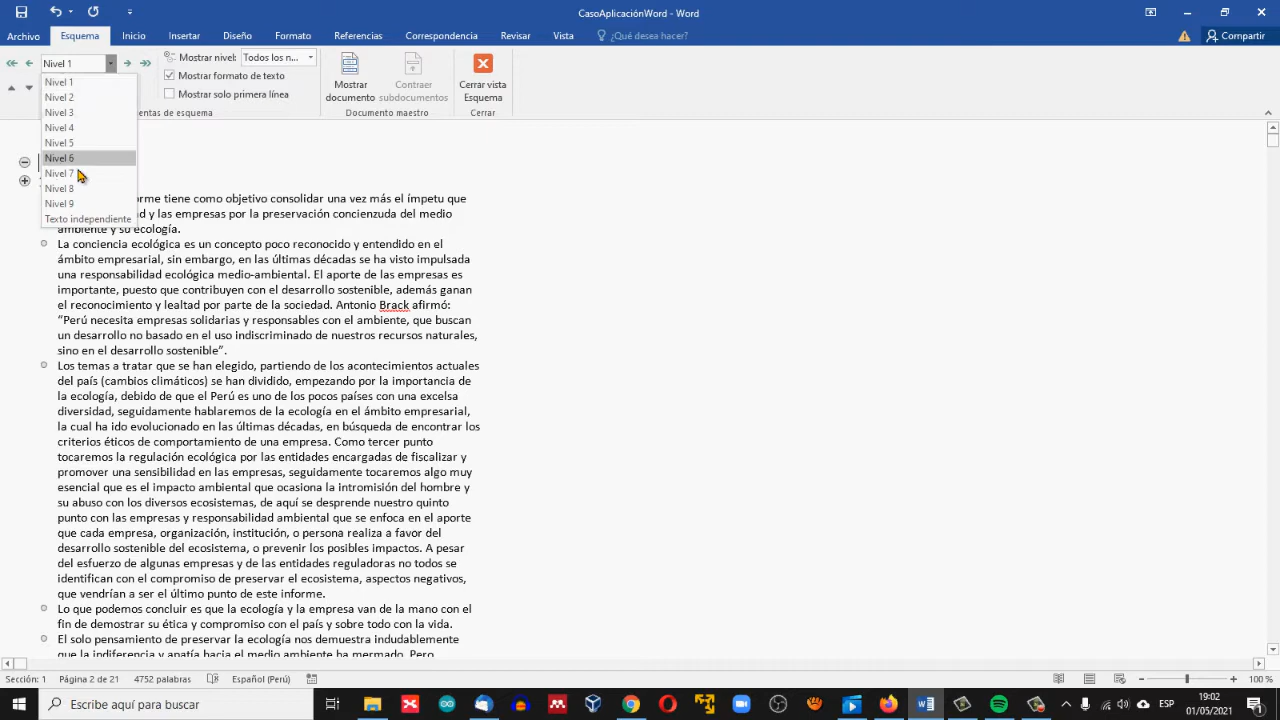 CasoAplicaciónWord - Word
Archivo Esquema Inicio Insertar Diseño Formato Referencias Correspondencia Revisar Vista ¿Qué desea hacer? Compartir
Nivel 1
Mostrar nivel: Todos los n...
Mostrar formato de texto
Mostrar solo primera línea
Mostrar documento
Contraer subdocumentos
Cerrar vista Esquema
entas de esquema
Documento maestro
Cerrar
Nivel 1
Nivel 2
Nivel 3
Nivel 4
Nivel 5
Nivel 6
Nivel 7
Nivel 8
Nivel 9
Texto independiente
orme tiene como objetivo consolidar una vez más el ímpetu que
d y las empresas por la preservación concienzuda del medio
ambiente y su ecología.
La conciencia ecológica es un concepto poco reconocido y entendido en el
ámbito empresarial, sin embargo, en las últimas décadas se ha visto impulsada
una responsabilidad ecológica medio-ambiental. El aporte de las empresas es
importante, puesto que contribuyen con el desarrollo sostenible, además ganan
el reconocimiento y lealtad por parte de la sociedad. Antonio Brack afirmó:
“Perú necesita empresas solidarias y responsables con el ambiente, que buscan
un desarrollo no basado en el uso indiscriminado de nuestros recursos naturales,
sino en el desarrollo sostenible”.
Los temas a tratar que se han elegido, partiendo de los acontecimientos actuales
del país (cambios climáticos) se han dividido, empezando por la importancia de
la ecología, debido de que el Perú es uno de los pocos países con una excelsa
diversidad, seguidamente hablaremos de la ecología en el ámbito empresarial,
la cual ha ido evolucionado en las últimas décadas, en búsqueda de encontrar los
criterios éticos de comportamiento de una empresa. Como tercer punto
tocaremos la regulación ecológica por las entidades encargadas de fiscalizar y
promover una sensibilidad en las empresas, seguidamente tocaremos algo muy
esencial que es el impacto ambiental que ocasiona la intromisión del hombre y
su abuso con los diversos ecosistemas, de aquí se desprende nuestro quinto
punto con las empresas y responsabilidad ambiental que se enfoca en el aporte
que cada empresa, organización, institución, o persona realiza a favor del
desarrollo sostenible del ecosistema, o prevenir los posibles impactos. A pesar
del esfuerzo de algunas empresas y de las entidades reguladoras no todos se
identifican con el compromiso de preservar el ecosistema, aspectos negativos,
que vendrían a ser el último punto de este informe.
Lo que podemos concluir es que la ecología y la empresa van de la mano con el
fin de demostrar su ética y compromiso con el país y sobre todo con la vida.
El solo pensamiento de preservar la ecología nos demuestra indudablemente
que la indiferencia y apatía hacia el medio ambiente ha mermado. Pero
Sección: 1 Página 2 de 21 4752 palabras Español (Perú) 100 %
Escribe aquí para buscar
ESP
19:02
01/05/2021